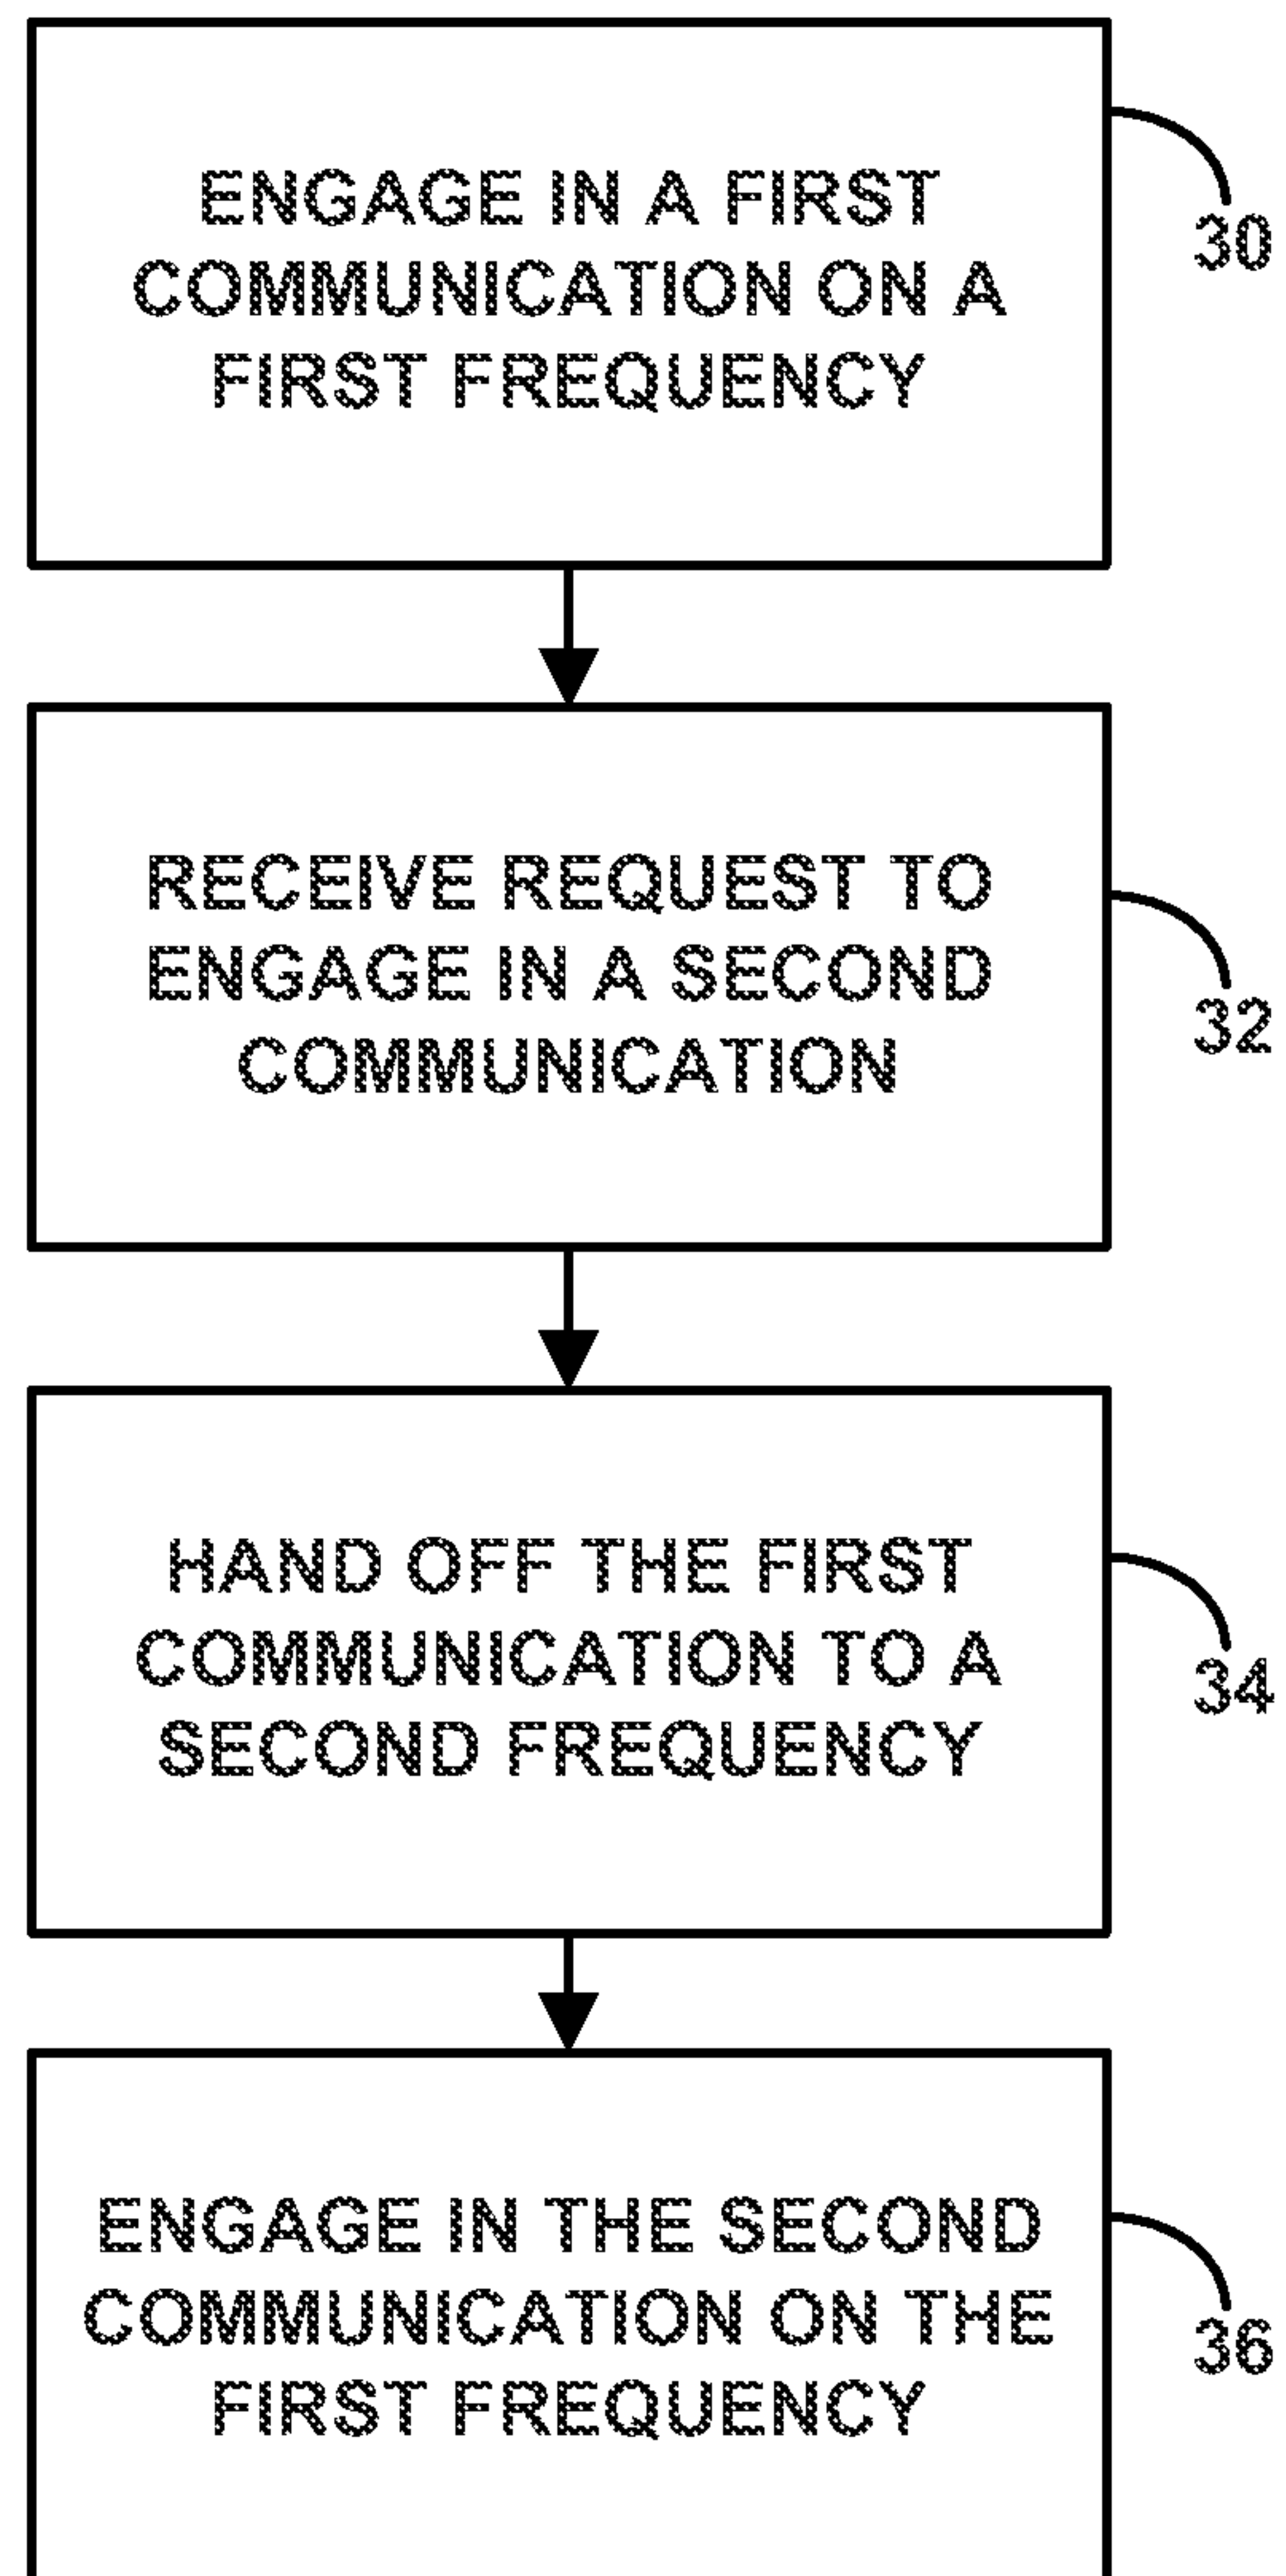 ENGAGE IN A FIRST
COMMUNICATION ON A
FIRST FREQUENCY
30
RECEIVE REQUEST TO
ENGAGE IN A SECOND
COMMUNICATION
32
HAND OFF THE FIRST
COMMUNICATION TO A
SECOND FREQUENCY
34
ENGAGE IN THE SECOND
COMMUNICATION ON THE
FIRST FREQUENCY
36